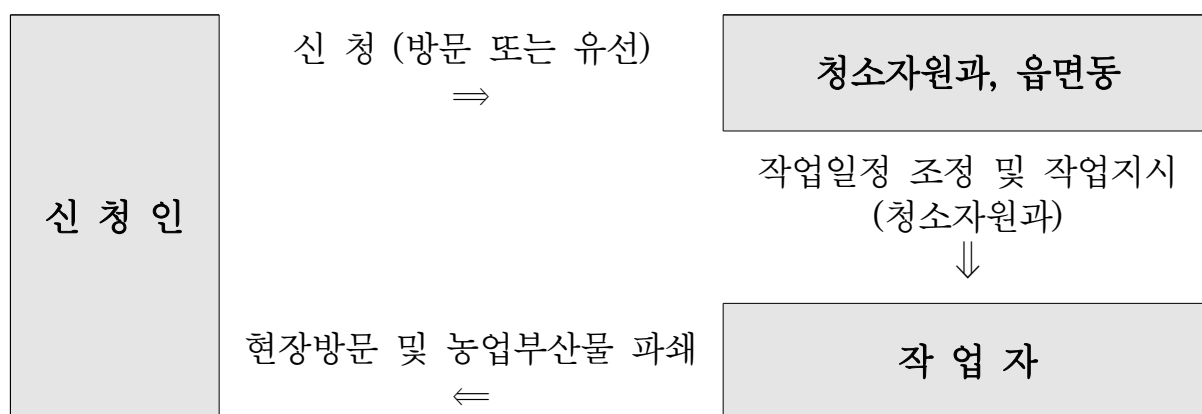 신 청 (방문 또는 유선)
⇒
청소자원과, 읍면동
신 청 인
작업일정 조정 및 작업지시
(청소자원과)
⇓
현장방문 및 농업부산물 파쇄
⇐
작 업 자